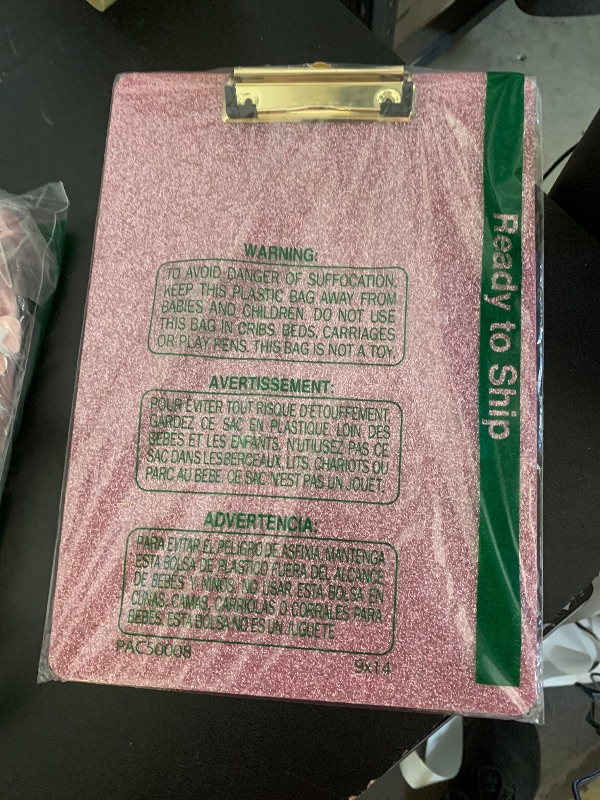 WARNING:
TO AVOID DANGER OF SUFFOCATION,
KEEP THIS PLASTIC BAG AWAY FROM
BABIES AND CHILDREN. DO NOT USE
THIS BAG IN CRIBS, BEDS, CARRIAGES
OR PLAY PENS. THIS BAG IS NOT A TOY.
AVERTISSEMENT:
POUR ÉVITER TOUT RISQUE D'ÉTOUFFEMENT,
GARDEZ CE SAC EN PLASTIQUE LOIN DES
BÉBÉS ET LES ENFANTS. N'UTILISEZ PAS CE
SAC DANS LES BERCEAUX, LITS, CHARIOTS OU
PARC AU BÉBÉ. CE SAC N'EST PAS UN JOUET.
ADVERTENCIA:
PARA EVITAR EL PELIGRO DE ASFIXIA, MANTENGA
ESTA BOLSA DE PLASTICO FUERA DEL ALCANCE
DE BEBÉS Y NIÑOS. NO USAR ESTA BOLSA EN
CUNAS, CAMAS, CARRIOLAS O CORRALES PARA
BEBÉS. ESTA BOLSA NO ES UN JUGUETE.
PAC50008
9x14
Ready to Ship